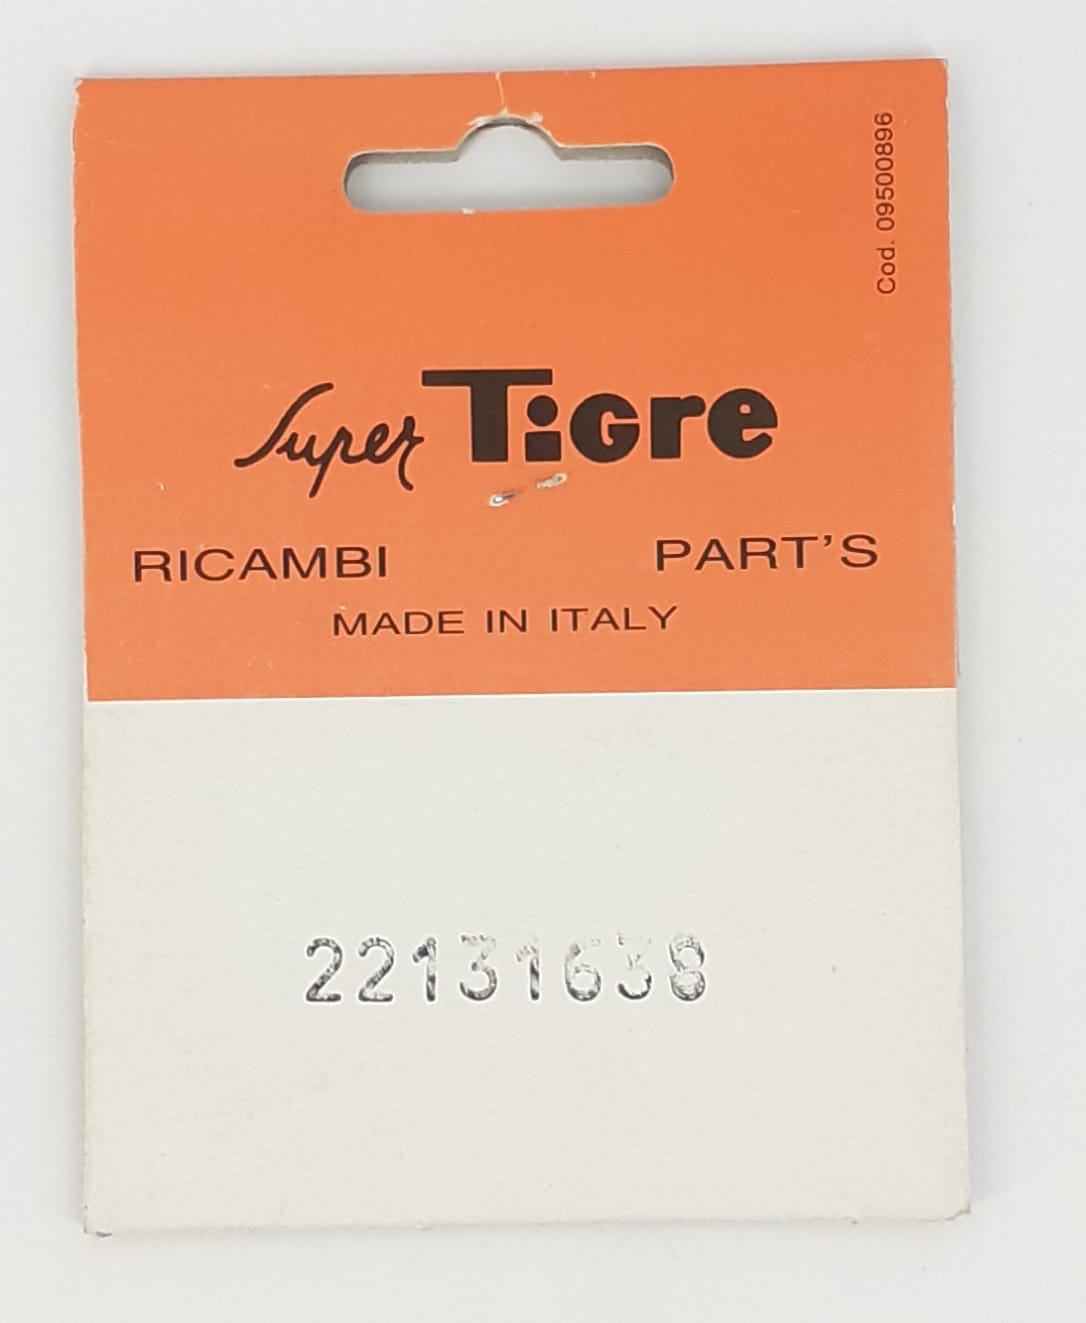 Cod. 09500896
Super Tigre
RICAMBI PART'S
MADE IN ITALY
22131638